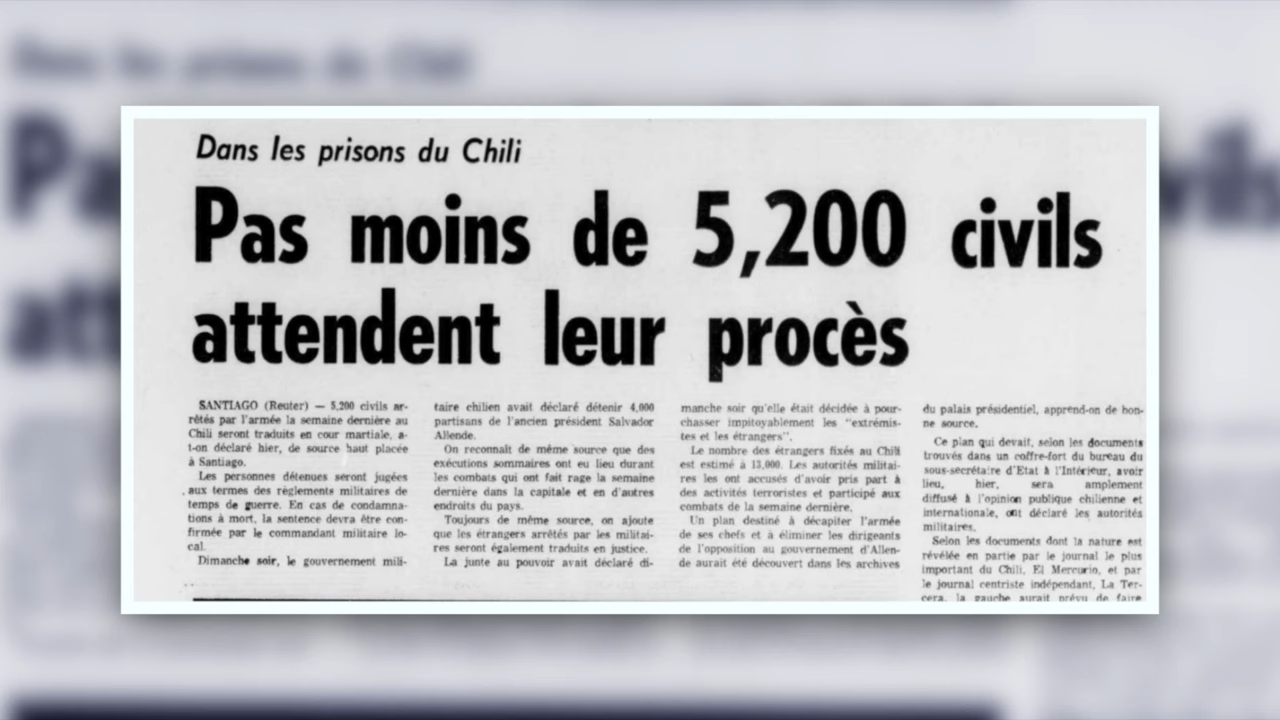 Dans les prisons du Chili
Pas moins de 5,200 civils
attendent leur procès
SANTIAGO (Reuter) — 5,200 civils ar-
rêtés par l'armée la semaine dernière au
Chili seront traduits en cour martiale, a-
t-on déclaré hier, de source haut placée
à Santiago.
Les personnes détenues seront jugées
aux termes des règlements militaires de
temps de guerre. En cas de condamna-
tions à mort, la sentence devra être con-
firmée par le commandant militaire lo-
cal.
Dimanche soir, le gouvernement mili-
taire chilien avait déclaré détenir 4,000
partisans de l'ancien président Salvador
Allende.
On reconnaît de même source que des
exécutions sommaires ont eu lieu durant
les combats qui ont fait rage la semaine
dernière dans la capitale et en d'autres
endroits du pays.
Toujours de même source, on ajoute
que les étrangers arrêtés par les militai-
res seront également traduits en justice.
La junte au pouvoir avait déclaré di-
manche soir qu'elle était décidée à pour-
chasser impitoyablement les "extrémis-
tes et les étrangers".
Le nombre des étrangers fixés au Chili
est estimé à 13,000. Les autorités militai-
res les ont accusés d'avoir pris part à
des activités terroristes et participé aux
combats de la semaine dernière.
Un plan destiné à décapiter l'armée
de ses chefs et à éliminer les dirigeants
de l'opposition au gouvernement d'Allen-
de aurait été découvert dans les archives
du palais présidentiel, apprend-on de bon-
ne source.
Ce plan qui devait, selon les documents
trouvés dans un coffre-fort du bureau du
sous-secrétaire d'Etat à l'Intérieur, avoir
lieu, hier, sera amplement
diffusé à l'opinion publique chilienne et
internationale, ont déclaré les autorités
militaires.
Selon les documents dont la nature est
révélée en partie par le journal le plus
important du Chili, El Mercurio, et par
le journal centriste indépendant, La Ter-
cera, la gauche aurait prévu de faire